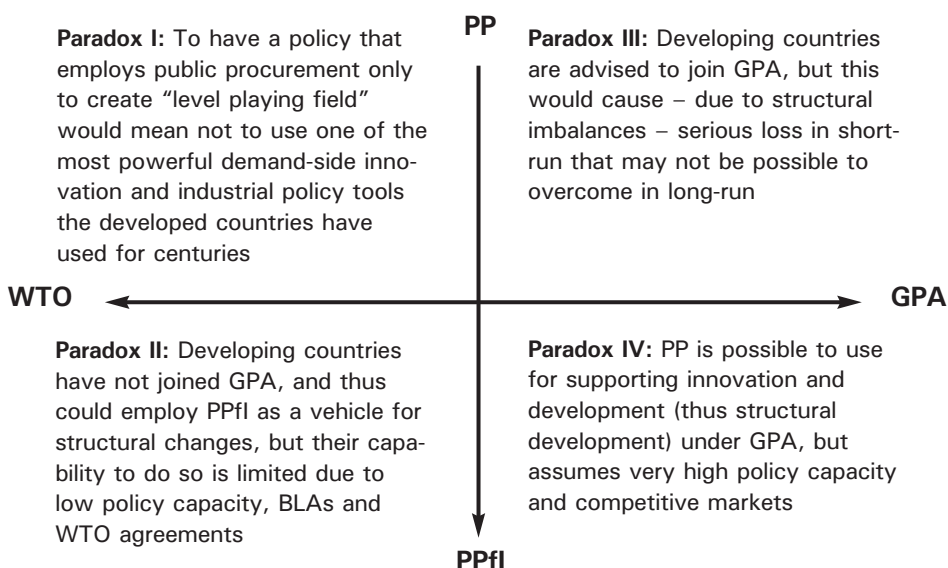 PP
Paradox I: To have a policy that
employs public procurement only
to create “level playing field”
would mean not to use one of the
most powerful demand-side inno-
vation and industrial policy tools
the developed countries have
used for centuries
Paradox III: Developing countries
are advised to join GPA, but this
would cause – due to structural
imbalances – serious loss in short-
run that may not be possible to
overcome in long-run
WTO
GPA
Paradox II: Developing countries
have not joined GPA, and thus
could employ PPfI as a vehicle for
structural changes, but their capa-
bility to do so is limited due to
low policy capacity, BLAs and
WTO agreements
Paradox IV: PP is possible to use
for supporting innovation and
development (thus structural
development) under GPA, but
assumes very high policy capacity
and competitive markets
PPfI